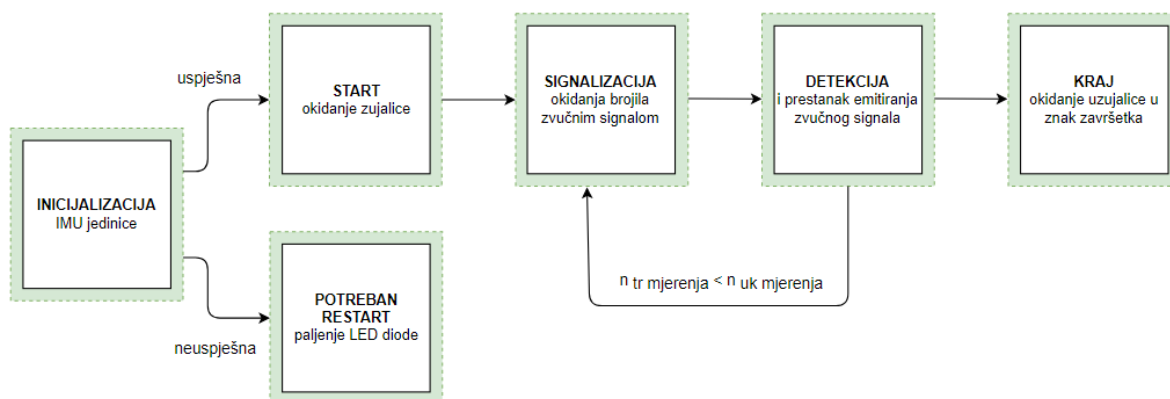 INICIJALIZACIJA
IMU jedinice
uspješna
neuspješna
START
okidanje zujalice
POTREBAN
RESTART
paljenje LED diode
SIGNALIZACIJA
okidanja brojila
zvučnim signalom
DETEKCIJA
i prestanak emitiranja
zvučnog signala
n tr mjerenja < n uk mjerenja
KRAJ
okidanje uzujalice u
znak završetka